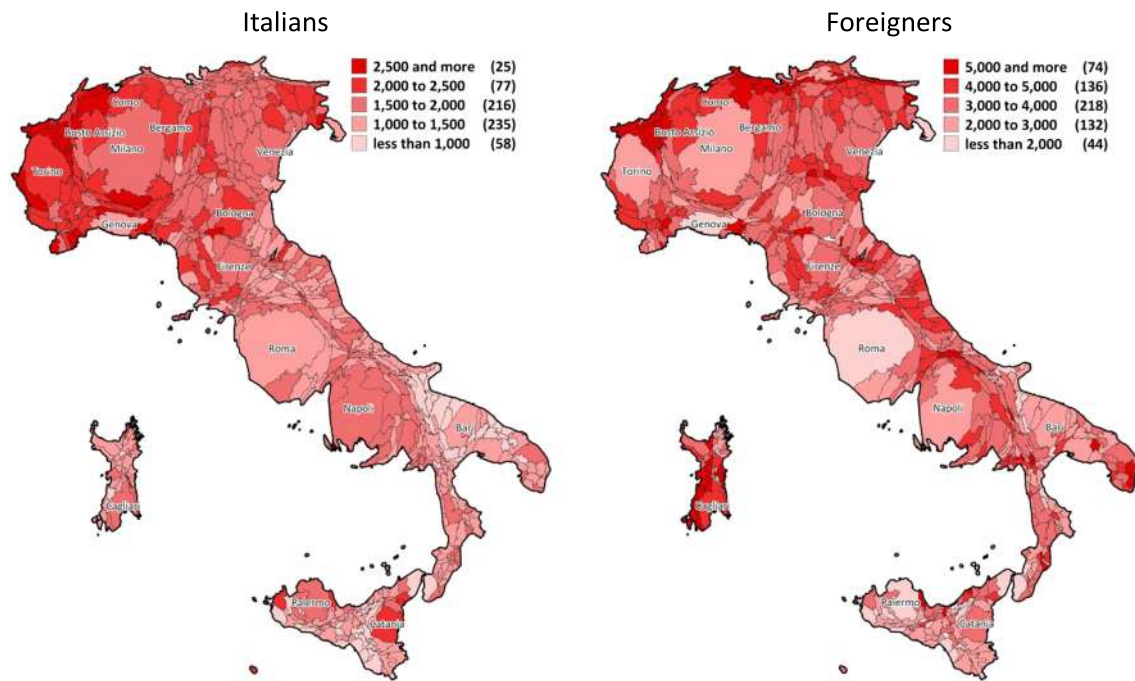 Italians
2,500 and more (25)
2,000 to 2,500 (77)
1,500 to 2,000 (216)
1,000 to 1,500 (235)
less than 1,000 (58)
Como
Busto Assizio
Bergamo
Milano
Venezia
Torino
Genova
Bologna
Firenze
Roma
Napoli
Bari
Cagliari
Palermo
Catania
Foreigners
5,000 and more (74)
4,000 to 5,000 (136)
3,000 to 4,000 (218)
2,000 to 3,000 (132)
less than 2,000 (44)
Como
Busto Assizio
Bergamo
Milano
Venezia
Torino
Genova
Bologna
Firenze
Roma
Napoli
Bari
Cagliari
Palermo
Catania